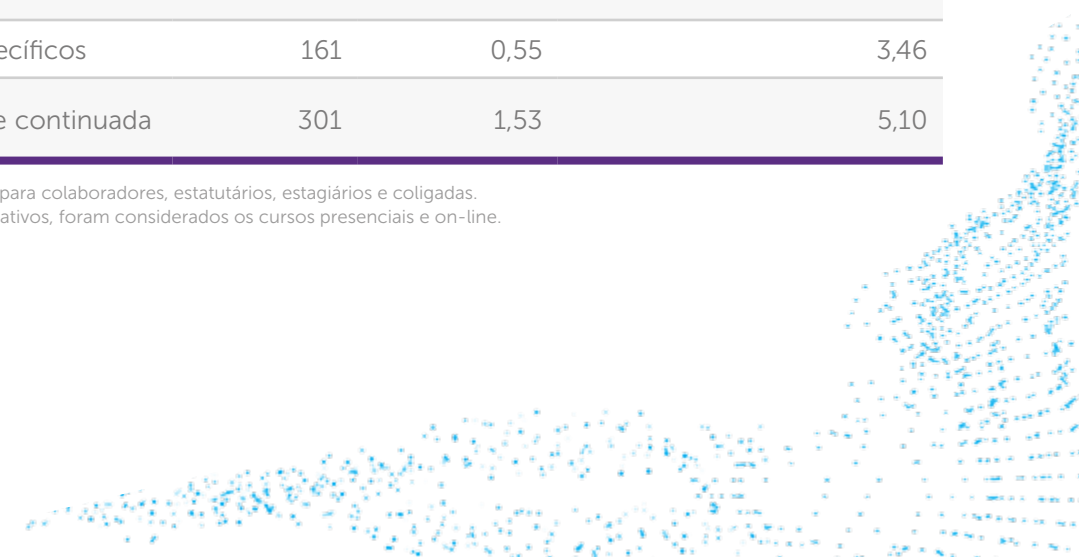 ecíficos 161 0,55 3,46
e continuada 301 1,53 5,10
para colaboradores, estatutários, estagiários e coligadas.
ativos, foram considerados os cursos presenciais e on-line.